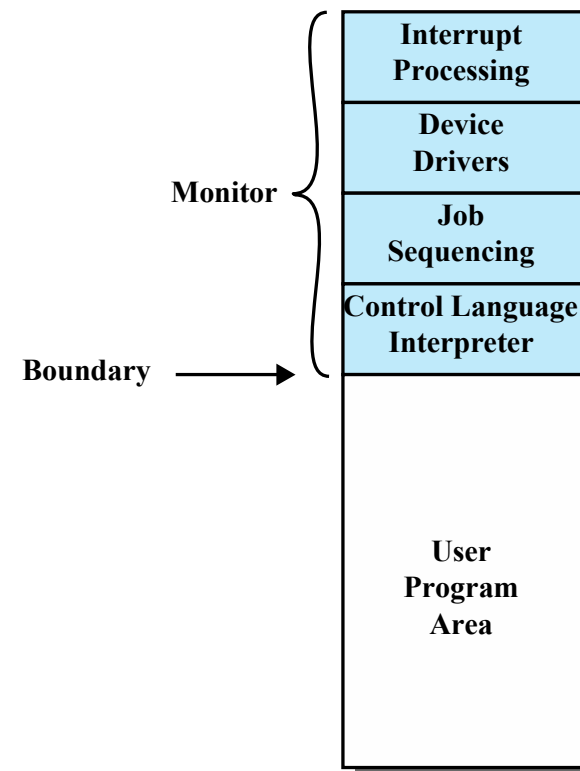 Interrupt
Processing
Device
Drivers
Monitor
Job
Sequencing
Control Language
Interpreter
Boundary
User
Program
Area